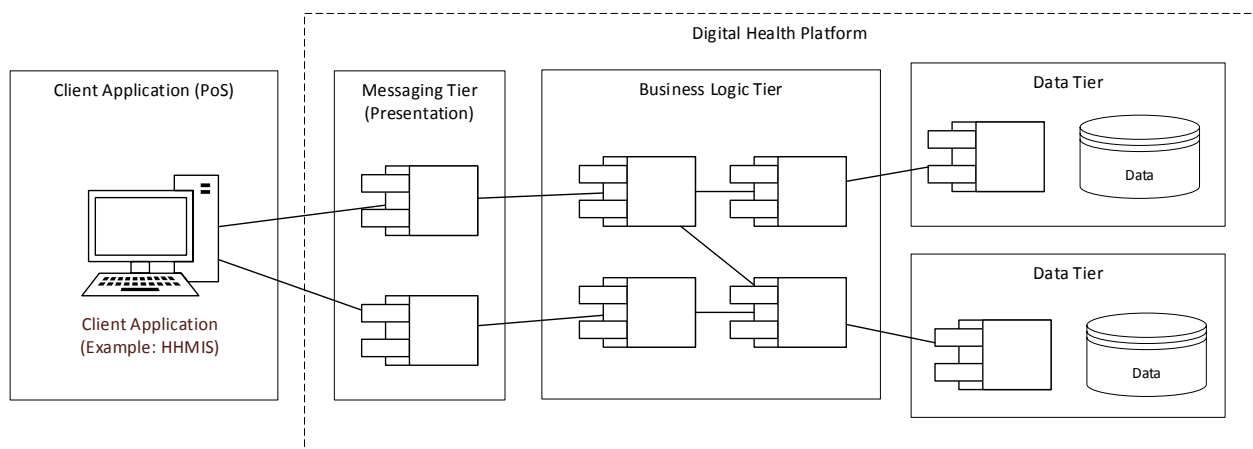 Digital Health Platform
Client Application (PoS)
Client Application
(Example: HHMIS)
Messaging Tier
(Presentation)
Business Logic Tier
Data Tier
Data
Data Tier
Data